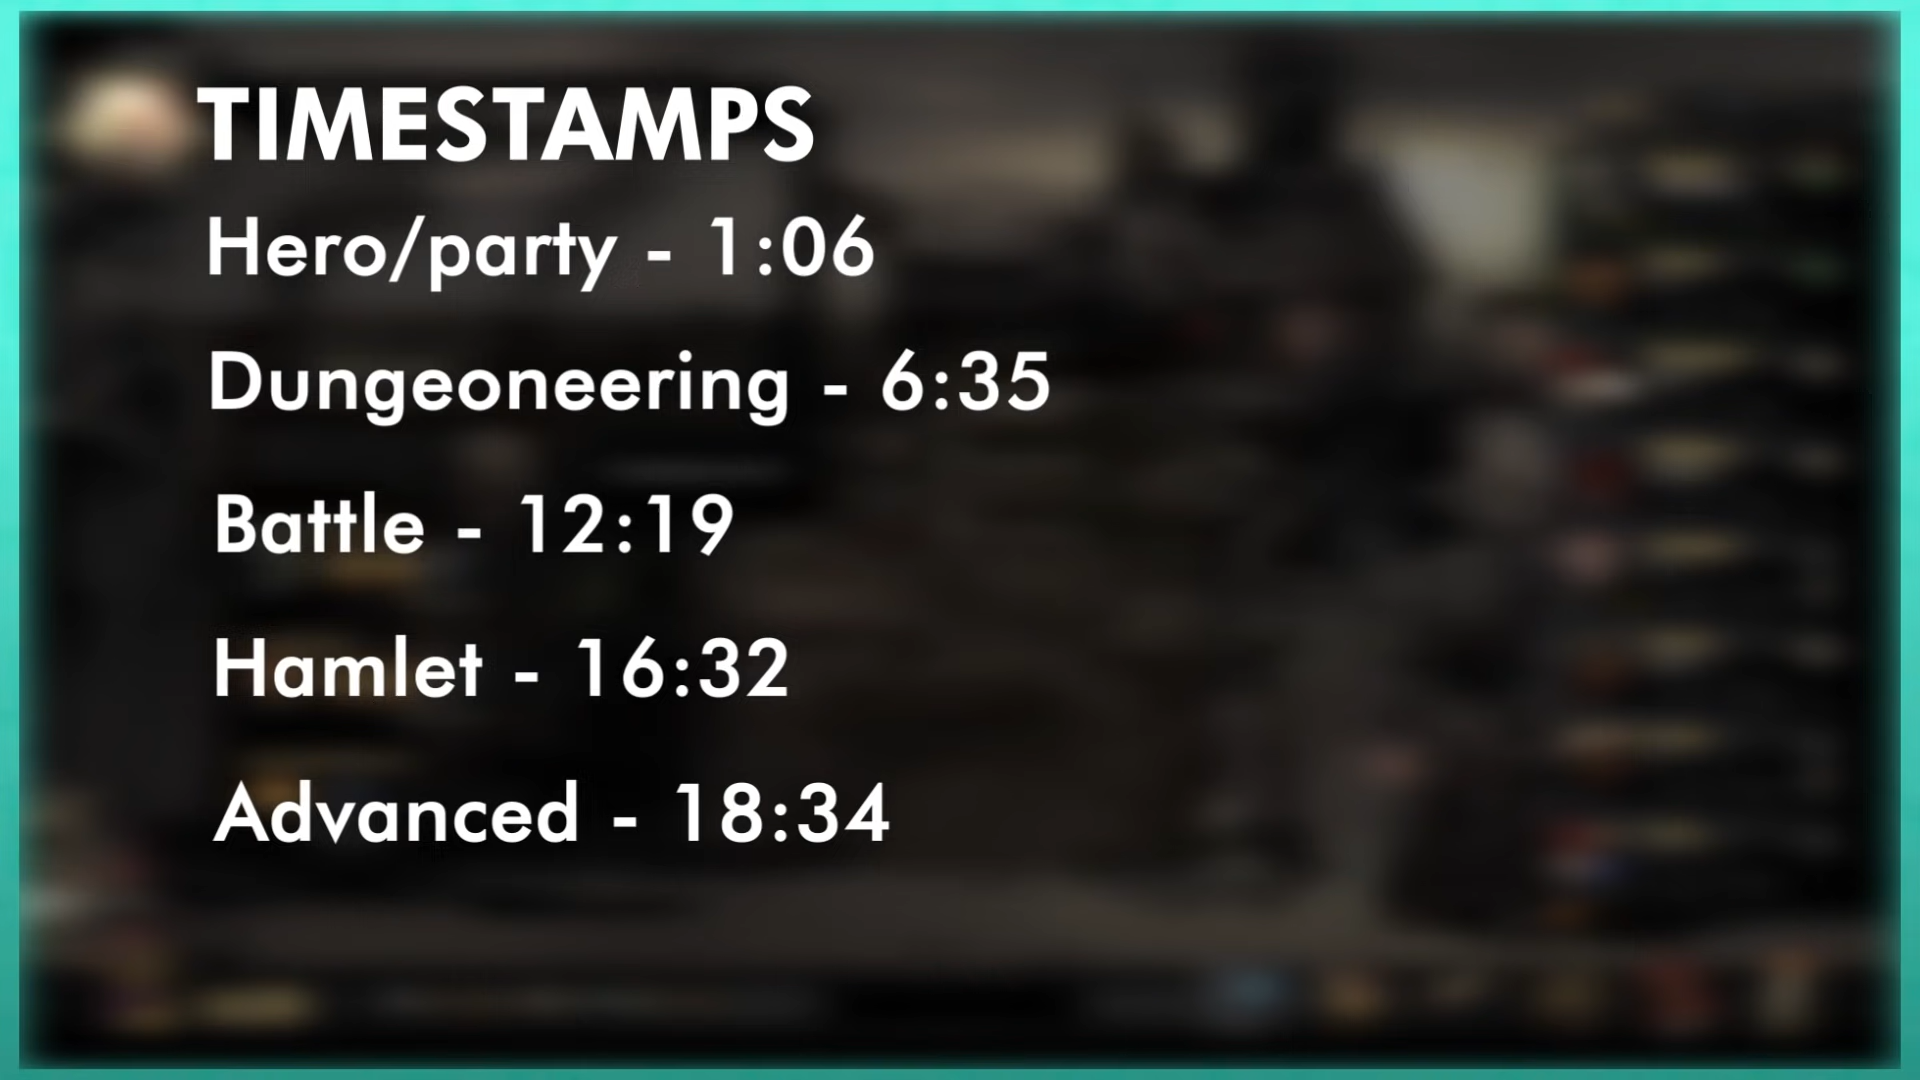 TIMESTAMPS
Hero/party - 1:06
Dungeoneering - 6:35
Battle - 12:19
Hamlet - 16:32
Advanced - 18:34